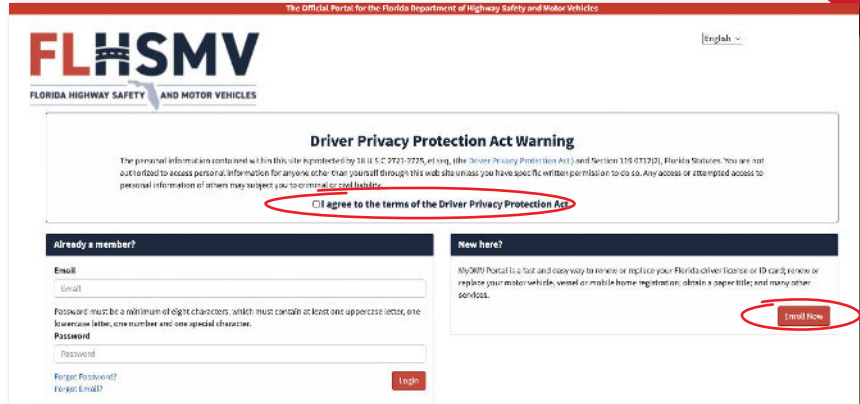 The Official Portal for the Florida Department of Highway Safety and Motor Vehicles
English
FLHSMV
FLORIDA HIGHWAY SAFETY AND MOTOR VEHICLES
Driver Privacy Protection Act Warning
The personal information contained within this site is protected by 18 U.S.C 2721-2725, et seq, (the Driver Privacy Protection Act) and Section 119.0712(2), Florida Statutes. You are not
authorized to access personal information for anyone other than yourself through this web site unless you have specific written permission to do so. Any access or attempted access to
personal information of others may subject you to criminal or civil liability.
I agree to the terms of the Driver Privacy Protection Act
Already a member?
Email
Email
Password must be a minimum of eight characters, which must contain at least one uppercase letter, one
lowercase letter, one number and one special character.
Password
Password
Forgot Password?
Login
Forgot Email?
New here?
MyDMV Portal is a fast and easy way to renew or replace your Florida driver license or ID card; renew or
replace your motor vehicle, vessel or mobile home registration; obtain a paper title; and many other
services.
Enroll Now